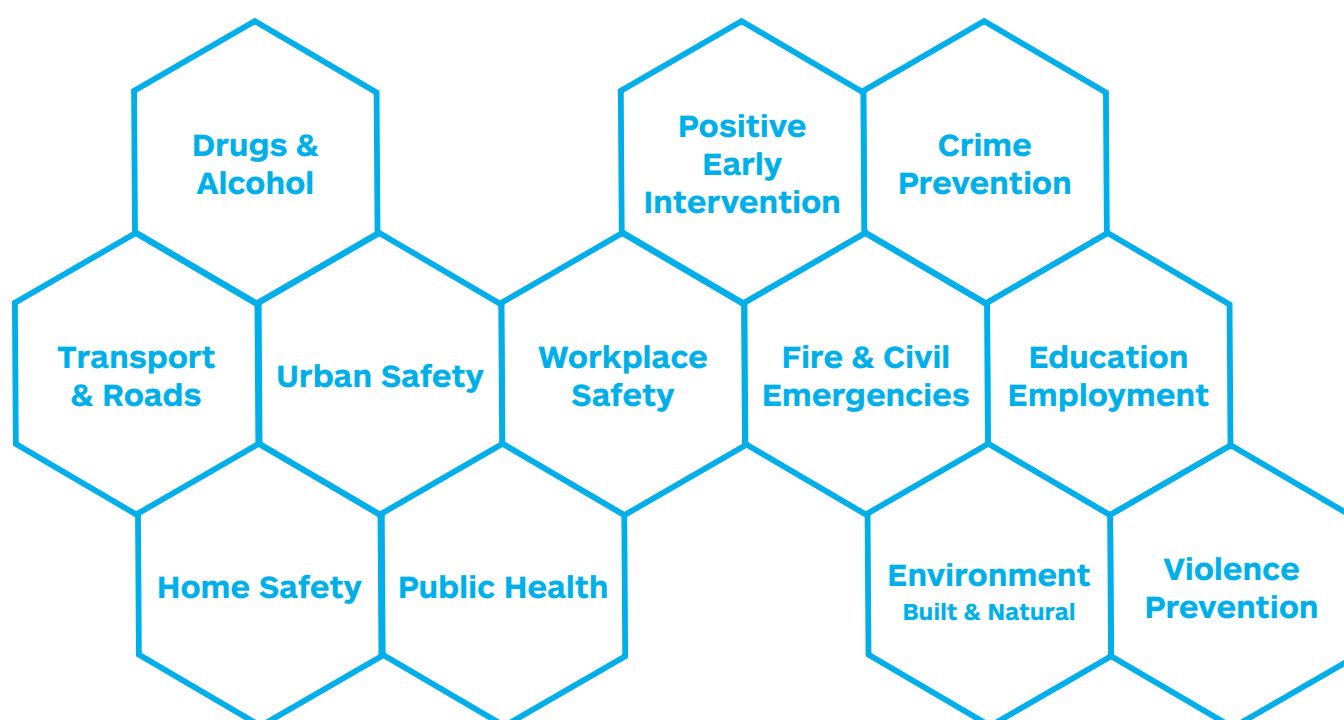 Drugs &
Alcohol
Positive
Early
Intervention
Crime
Prevention
Transport
& Roads
Urban Safety
Workplace
Safety
Fire & Civil
Emergencies
Education
Employment
Home Safety
Public Health
Environment
Built & Natural
Violence
Prevention